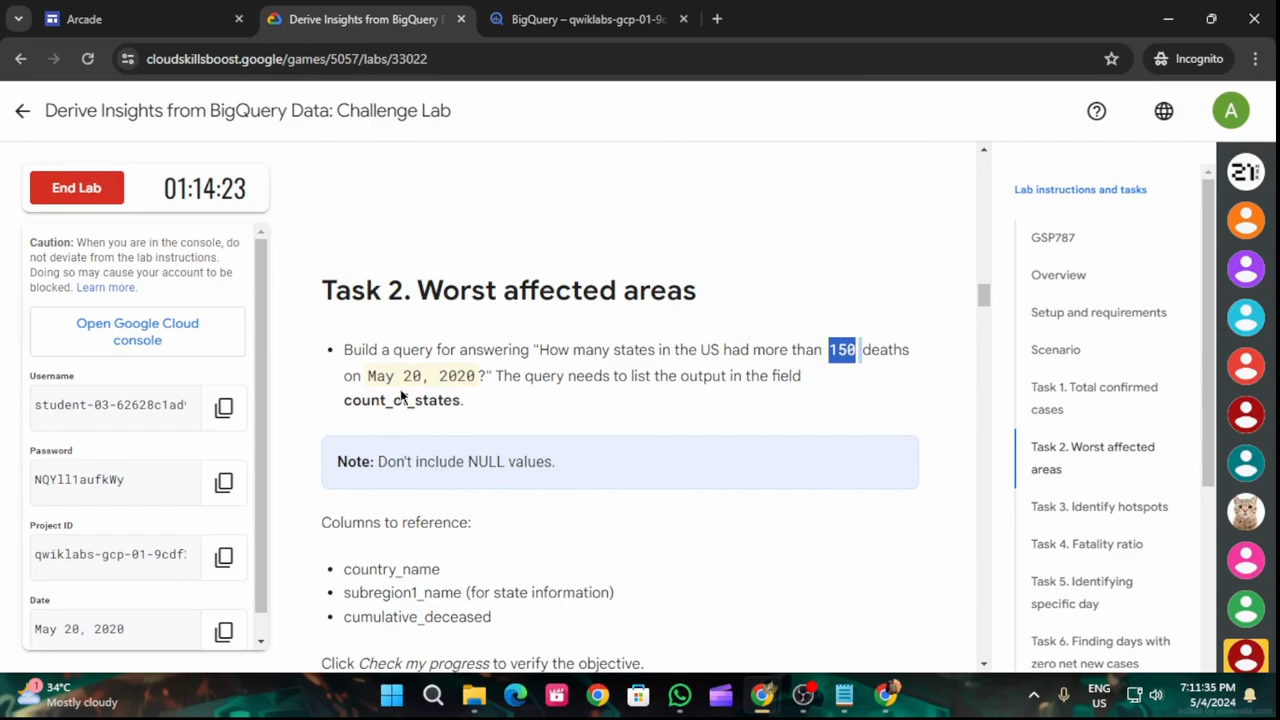 Arcade
Derive Insights from BigQuery D
BigQuery – qwiklabs-gcp-01-9c
cloudskillsboost.google/games/5057/labs/33022
Incognito
Derive Insights from BigQuery Data: Challenge Lab
A
End Lab
01:14:23
Caution: When you are in the console, do
not deviate from the lab instructions.
Doing so may cause your account to be
blocked. Learn more.
Open Google Cloud
console
Username
student-03-62628c1ad
Password
NQYll1aufkWy
Project ID
qwiklabs-gcp-01-9cdf
Date
May 20, 2020
Task 2. Worst affected areas
• Build a query for answering "How many states in the US had more than 150 deaths
on May 20, 2020?" The query needs to list the output in the field
count_of_states.
Note: Don't include NULL values.
Columns to reference:
• country_name
• subregion1_name (for state information)
• cumulative_deceased
Click Check my progress to verify the objective.
Lab instructions and tasks
GSP787
Overview
Setup and requirements
Scenario
Task 1. Total confirmed
cases
Task 2. Worst affected
areas
Task 3. Identify hotspots
Task 4. Fatality ratio
Task 5. Identifying
specific day
Task 6. Finding days with
zero net new cases
21
1
34°C
Mostly cloudy
ENG
US
7:11:35 PM
5/4/2024